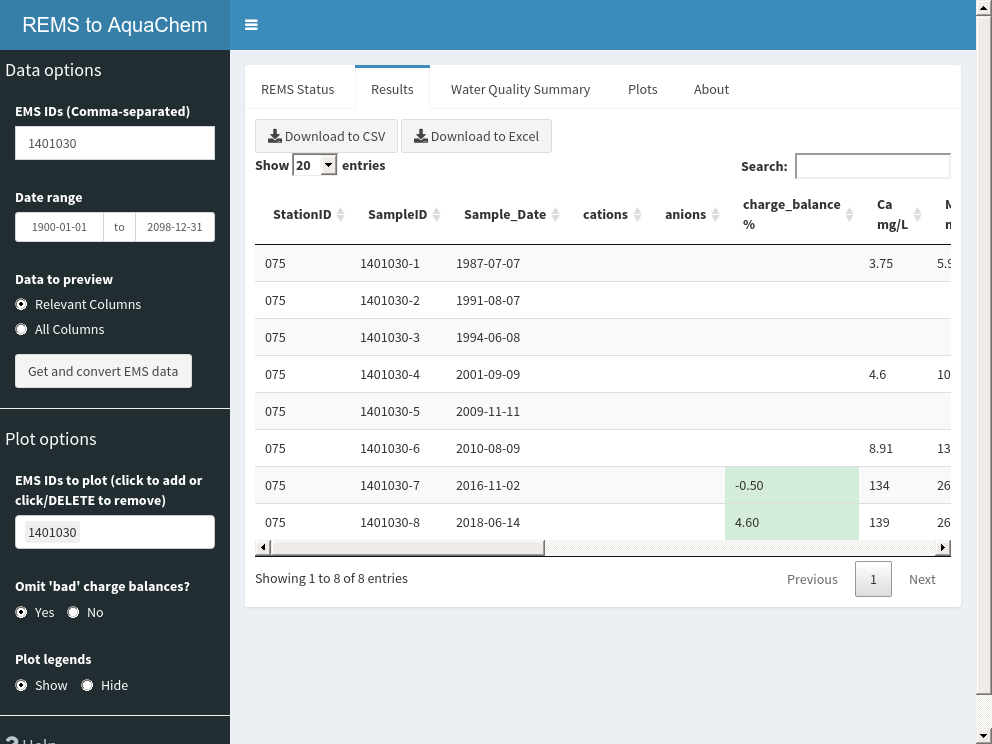 REMS to AquaChem
Data options
EMS IDs (Comma-separated)
1401030
Date range
1900-01-01 to 2098-12-31
Data to preview
Relevant Columns
All Columns
Get and convert EMS data
Plot options
EMS IDs to plot (click to add or
click/DELETE to remove)
1401030
Omit 'bad' charge balances?
Yes No
Plot legends
Show Hide
REMS Status Results Water Quality Summary Plots About
Download to CSV Download to Excel
Show 20 entries Search:
StationID SampleID Sample_Date cations anions charge_balance % Ca mg/L
075 1401030-1 1987-07-07 3.75 5.9
075 1401030-2 1991-08-07
075 1401030-3 1994-06-08
075 1401030-4 2001-09-09 4.6 10
075 1401030-5 2009-11-11
075 1401030-6 2010-08-09 8.91 13
075 1401030-7 2016-11-02 -0.50 134 26
075 1401030-8 2018-06-14 4.60 139 26
Showing 1 to 8 of 8 entries Previous 1 Next